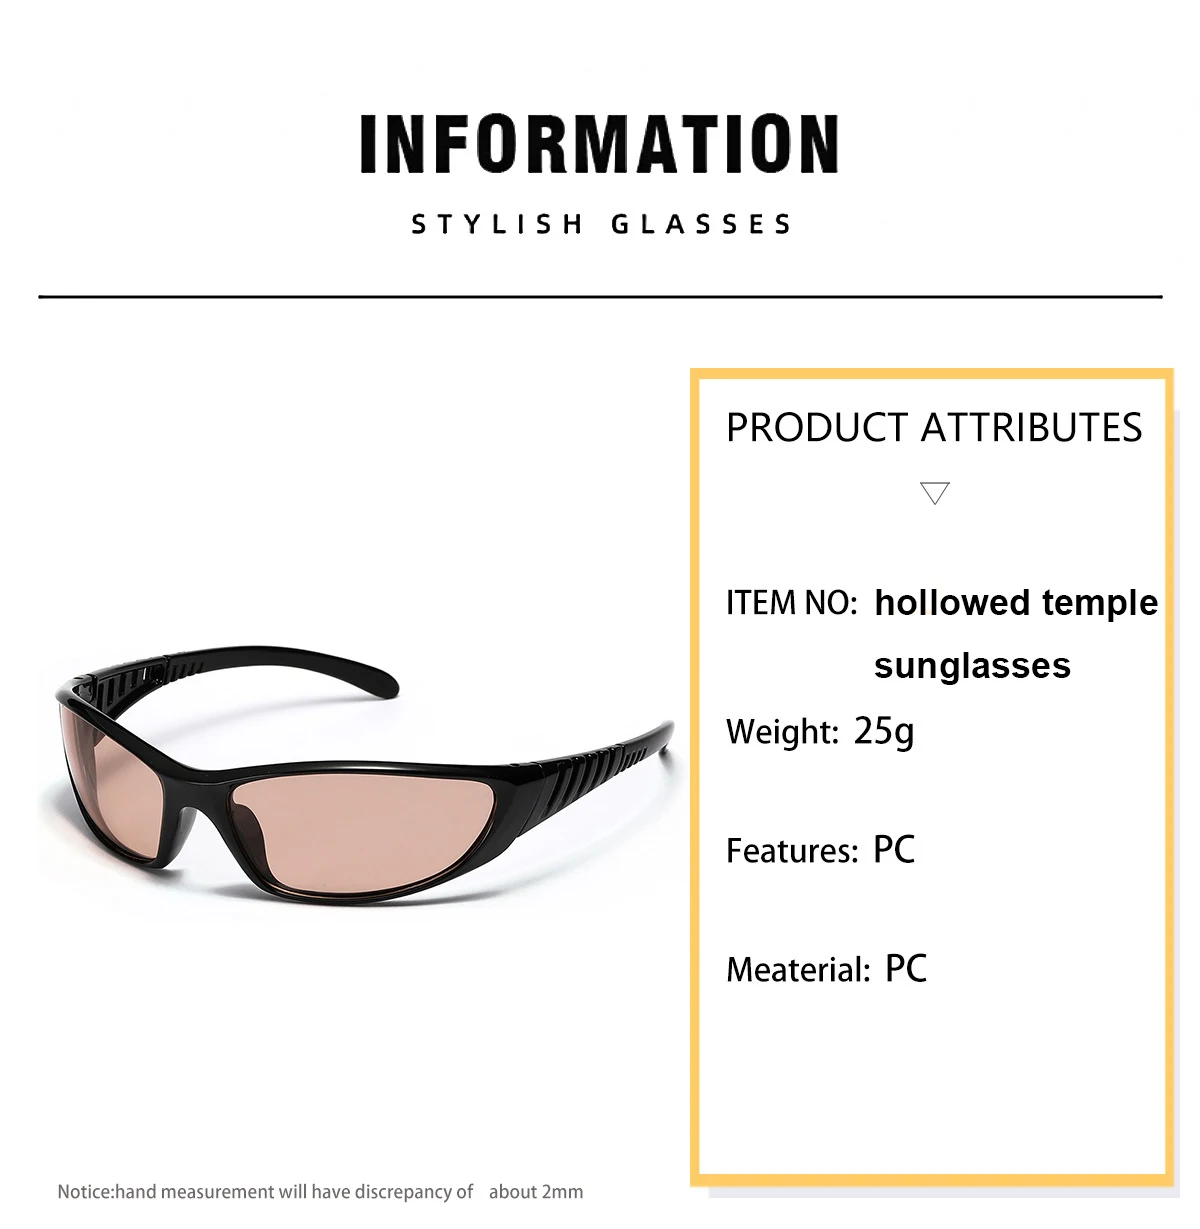 INFORMATION
STYLISH GLASSES
PRODUCT ATTRIBUTES
ITEM NO: hollowed temple
sunglasses
Weight: 25g
Features: PC
Meaterial: PC
Notice:hand measurement will have discrepancy of about 2mm